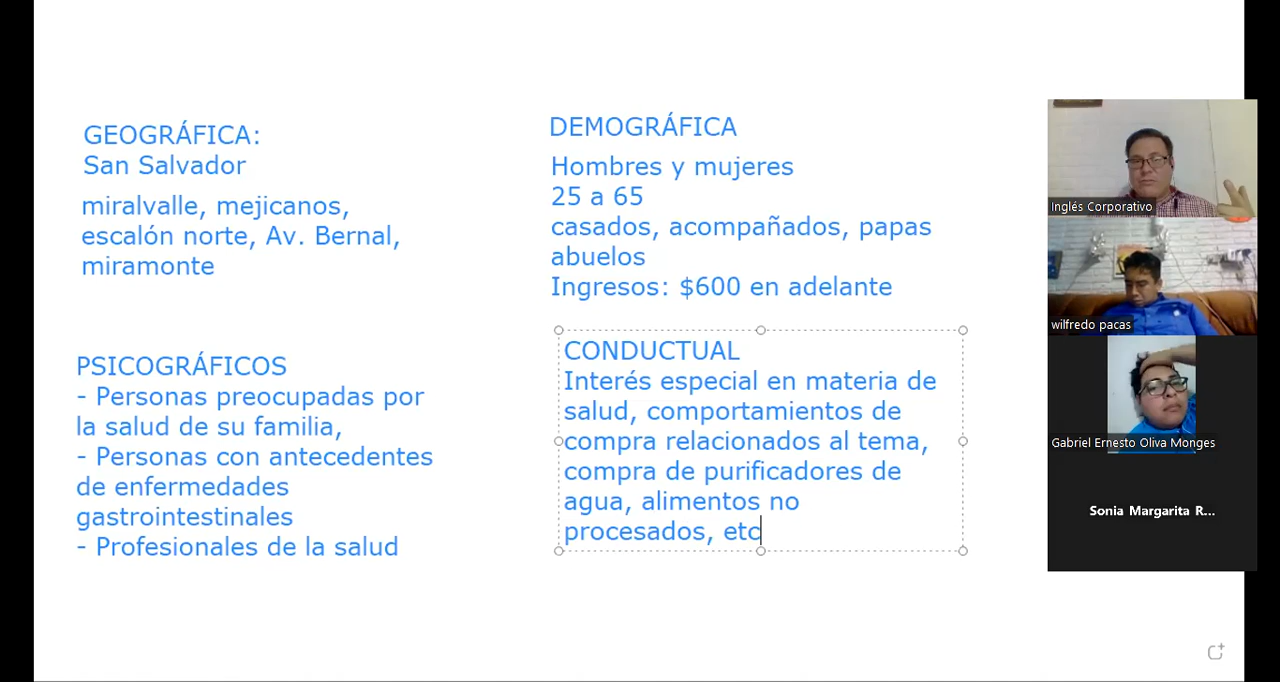 GEOGRÁFICA:
San Salvador
miralvalle, mejicanos,
escalón norte, Av. Bernal,
miramonte
DEMOGRÁFICA
Hombres y mujeres
25 a 65
casados, acompañados, papas
abuelos
Ingresos: $600 en adelante
PSICOGRÁFICOS
- Personas preocupadas por
la salud de su familia,
- Personas con antecedentes
de enfermedades
gastrointestinales
- Profesionales de la salud
CONDUCTUAL
Interés especial en materia de
salud, comportamientos de
compra relacionados al tema,
compra de purificadores de
agua, alimentos no
procesados, etc
Inglés Corporativo
wilfredo pacas
Gabriel Ernesto Oliva Monges
Sonia Margarita R...